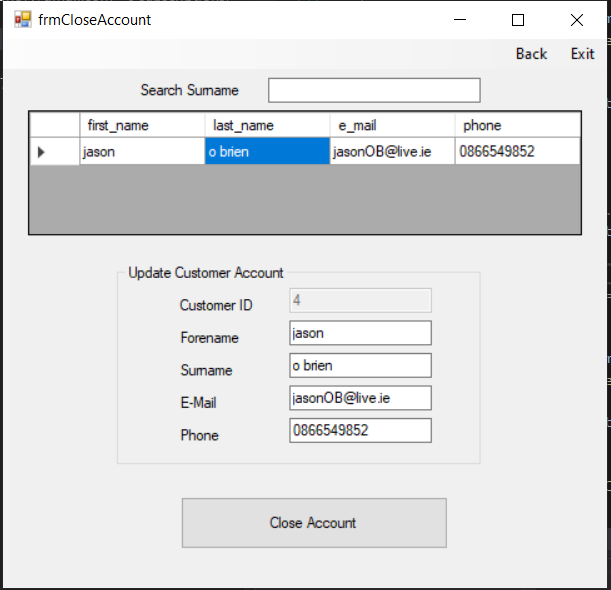 frmCloseAccount
Back Exit
Search Surname
first_name last_name e_mail phone
jason o brien jasonOB@live.ie 0866549852
Update Customer Account
Customer ID 4
Forename jason
Surname o brien
E-Mail jasonOB@live.ie
Phone 0866549852
Close Account